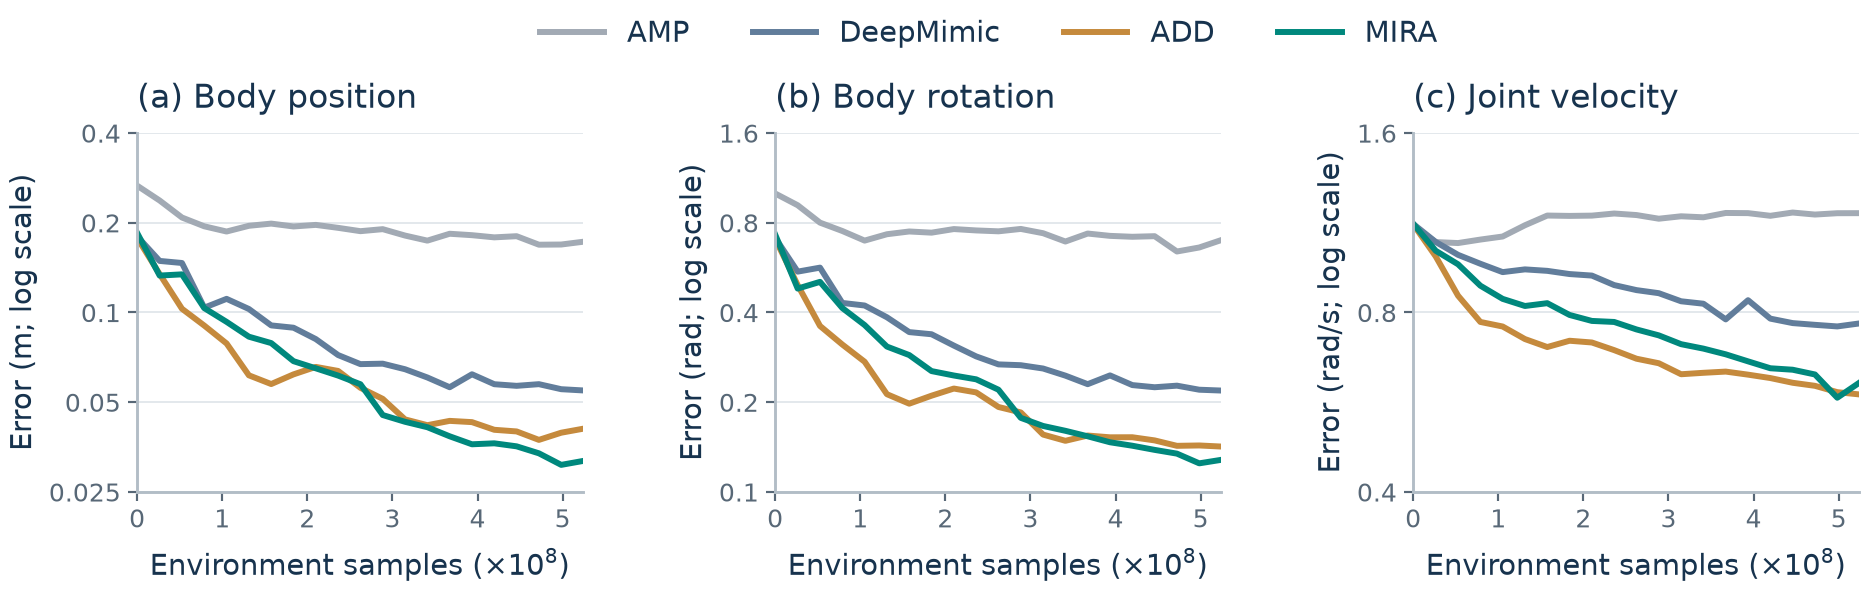 AMP DeepMimic ADD MIRA
(a) Body position
Error (m; log scale)
0.4
0.2
0.1
0.05
0.025
0 1 2 3 4 5
Environment samples (×10⁸)
(b) Body rotation
Error (rad; log scale)
1.6
0.8
0.4
0.2
0.1
0 1 2 3 4 5
Environment samples (×10⁸)
(c) Joint velocity
Error (rad/s; log scale)
1.6
0.8
0.4
0 1 2 3 4 5
Environment samples (×10⁸)